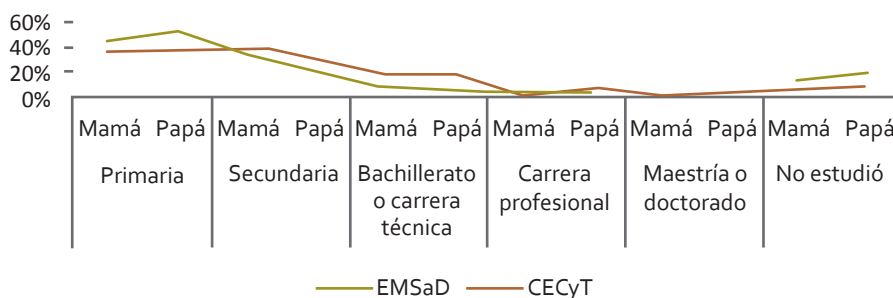 60%
40%
20%
0%
Mamá Papá Mamá Papá Mamá Papá Mamá Papá Mamá Papá Mamá Papá
Primaria Secundaria Bachillerato Carrera Maestría o No estudió
o carrera profesional doctorado
técnica
EMSaD CECyT